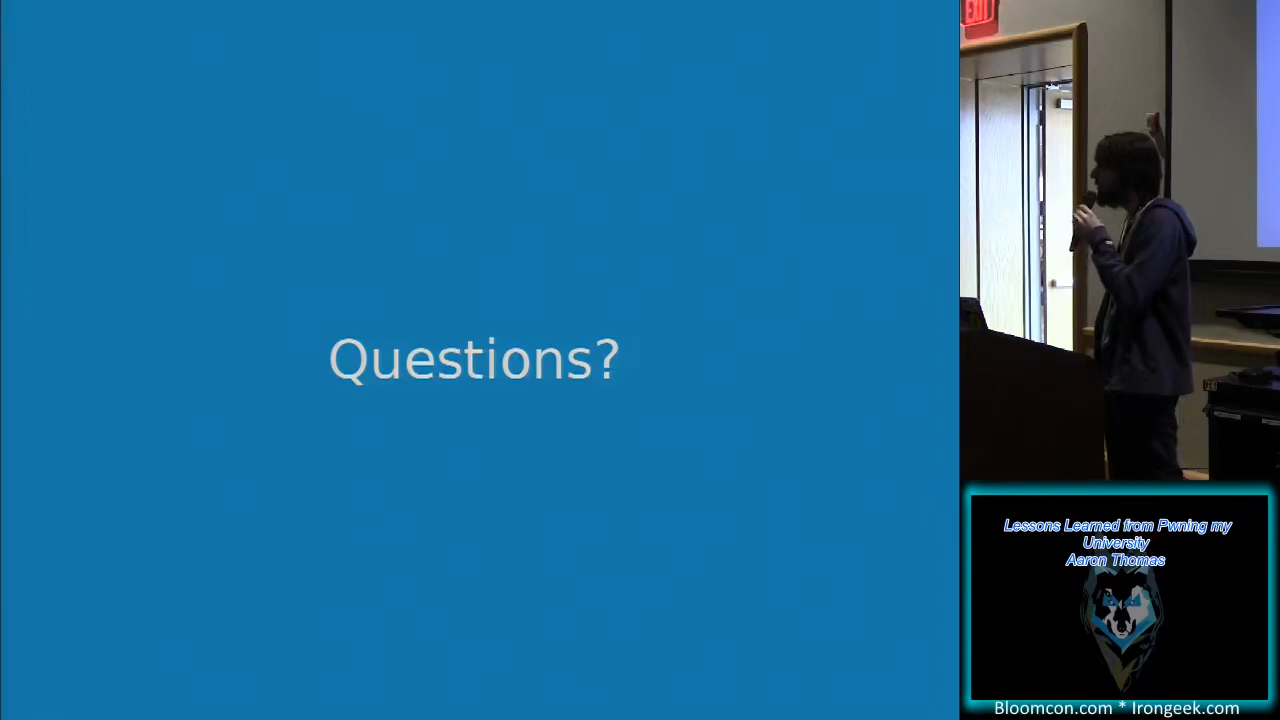 Questions?
EXIT
Lessons Learned from Pwning my
University
Aaron Thomas
Bloomcon.com * Irongeek.com